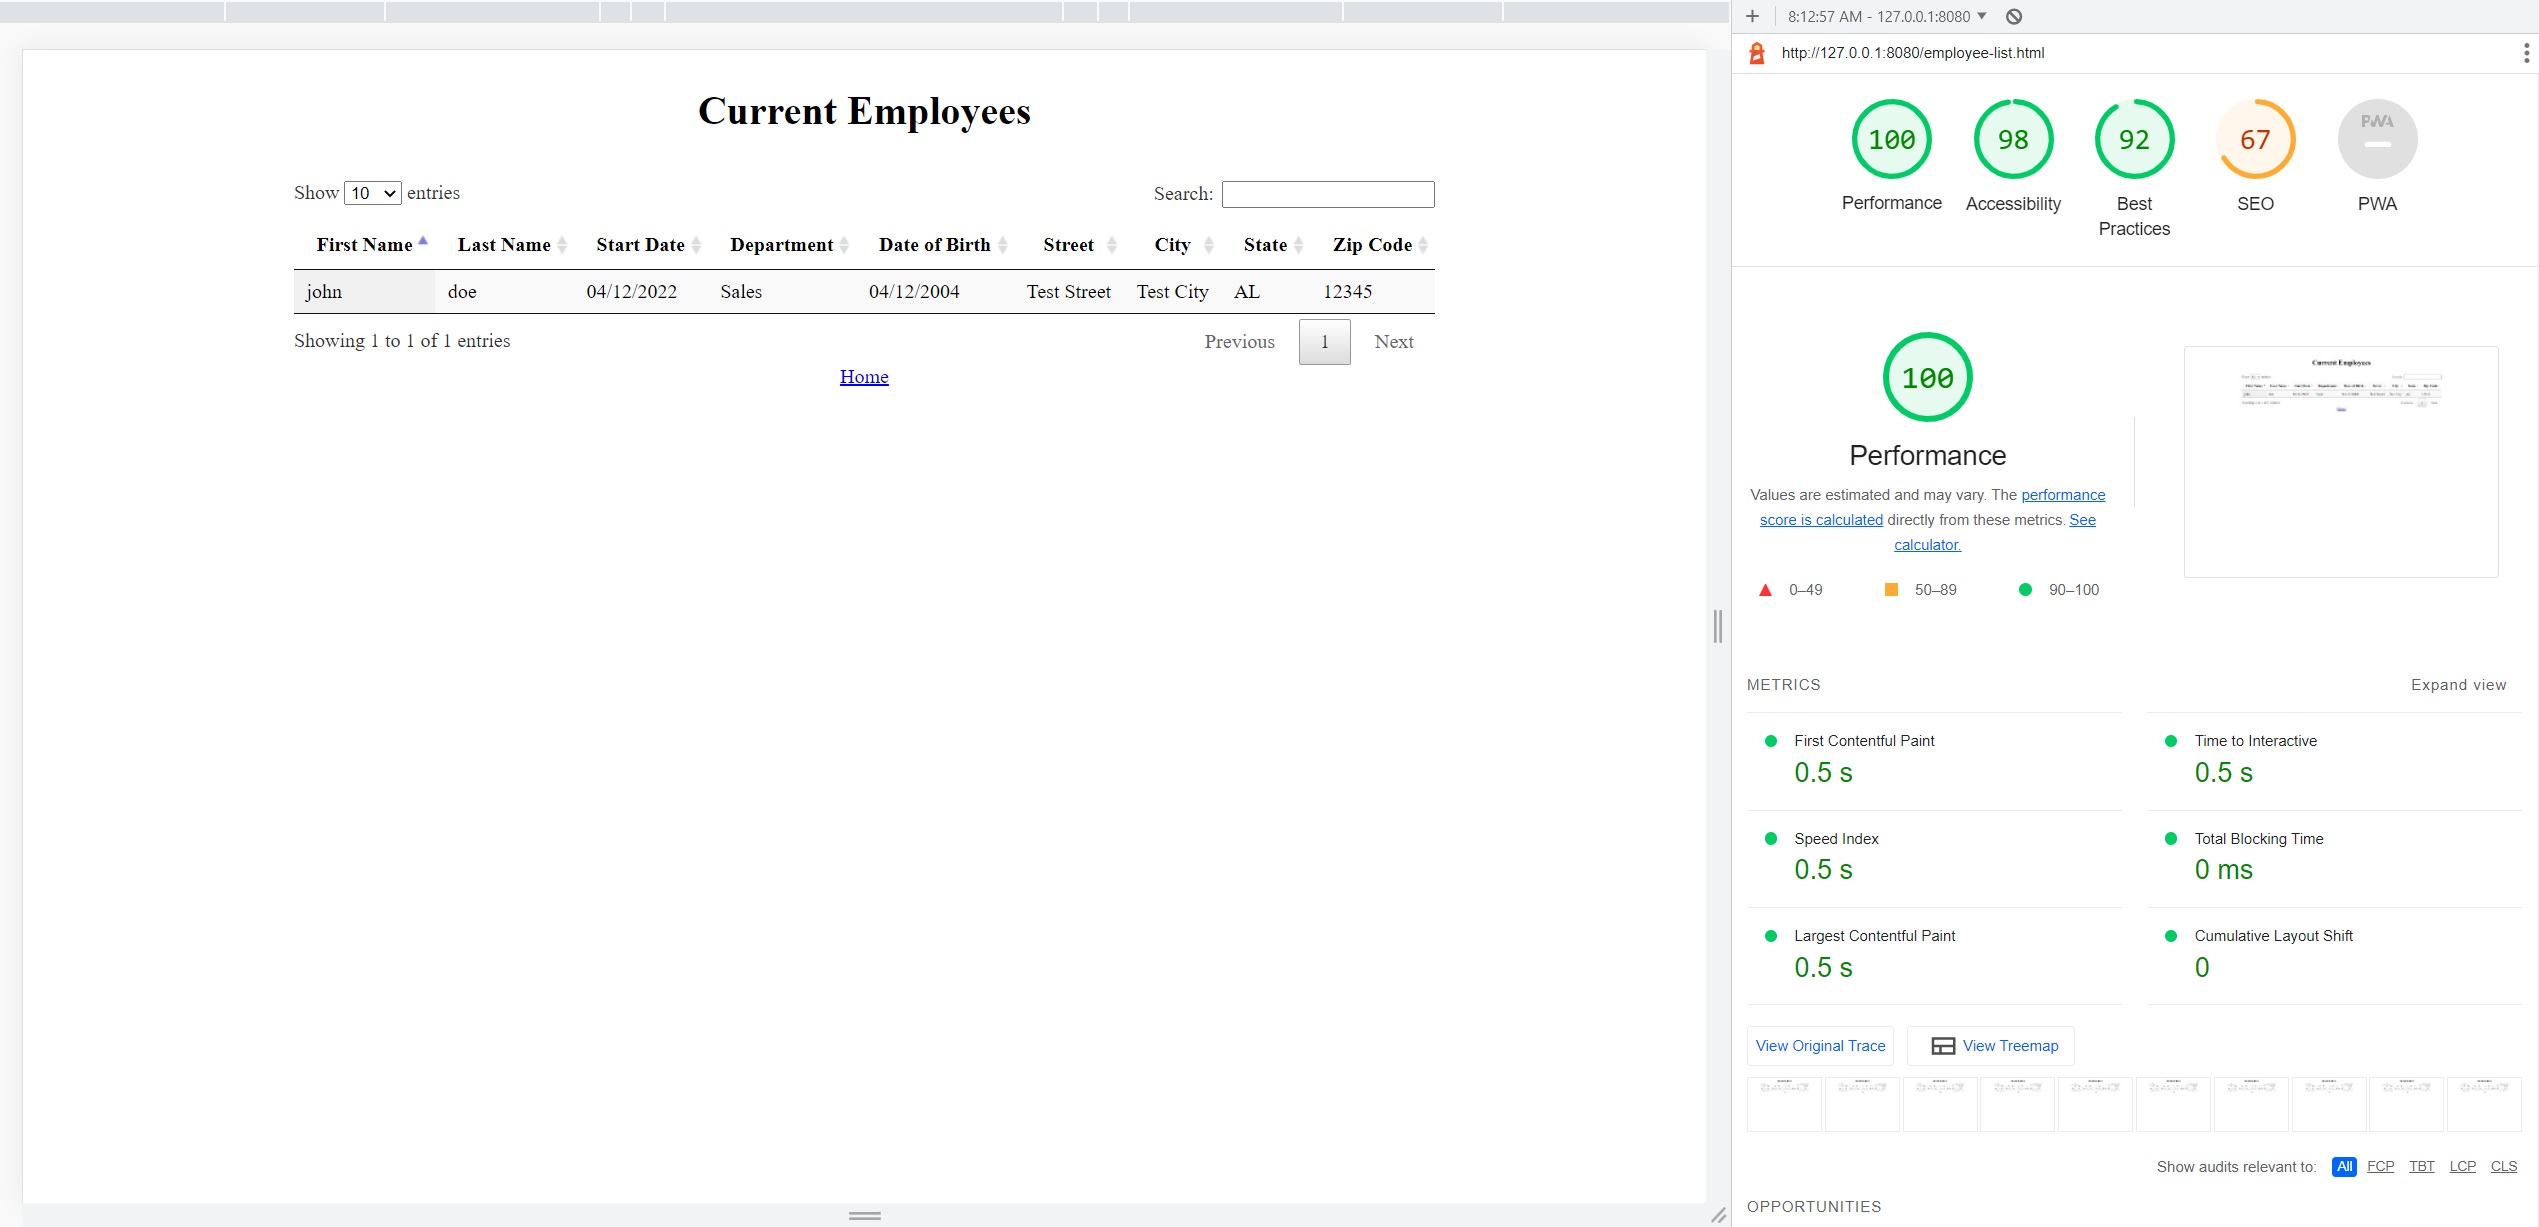 Current Employees
Show 10 entries
Search:
First Name Last Name Start Date Department Date of Birth Street City State Zip Code
john doe 04/12/2022 Sales 04/12/2004 Test Street Test City AL 12345
Showing 1 to 1 of 1 entries
Previous 1 Next
Home
8:12:57 AM - 127.0.0.1:8080
http://127.0.0.1:8080/employee-list.html
100 98 92 67 PWA
Performance Accessibility Best Practices SEO PWA
100
Performance
Values are estimated and may vary. The performance
score is calculated directly from these metrics. See
calculator.
0–49 50–89 90–100
Current Employees
METRICS
Expand view
First Contentful Paint
0.5 s
Time to Interactive
0.5 s
Speed Index
0.5 s
Total Blocking Time
0 ms
Largest Contentful Paint
0.5 s
Cumulative Layout Shift
0
View Original Trace View Treemap
Show audits relevant to: All FCP TBT LCP CLS
OPPORTUNITIES